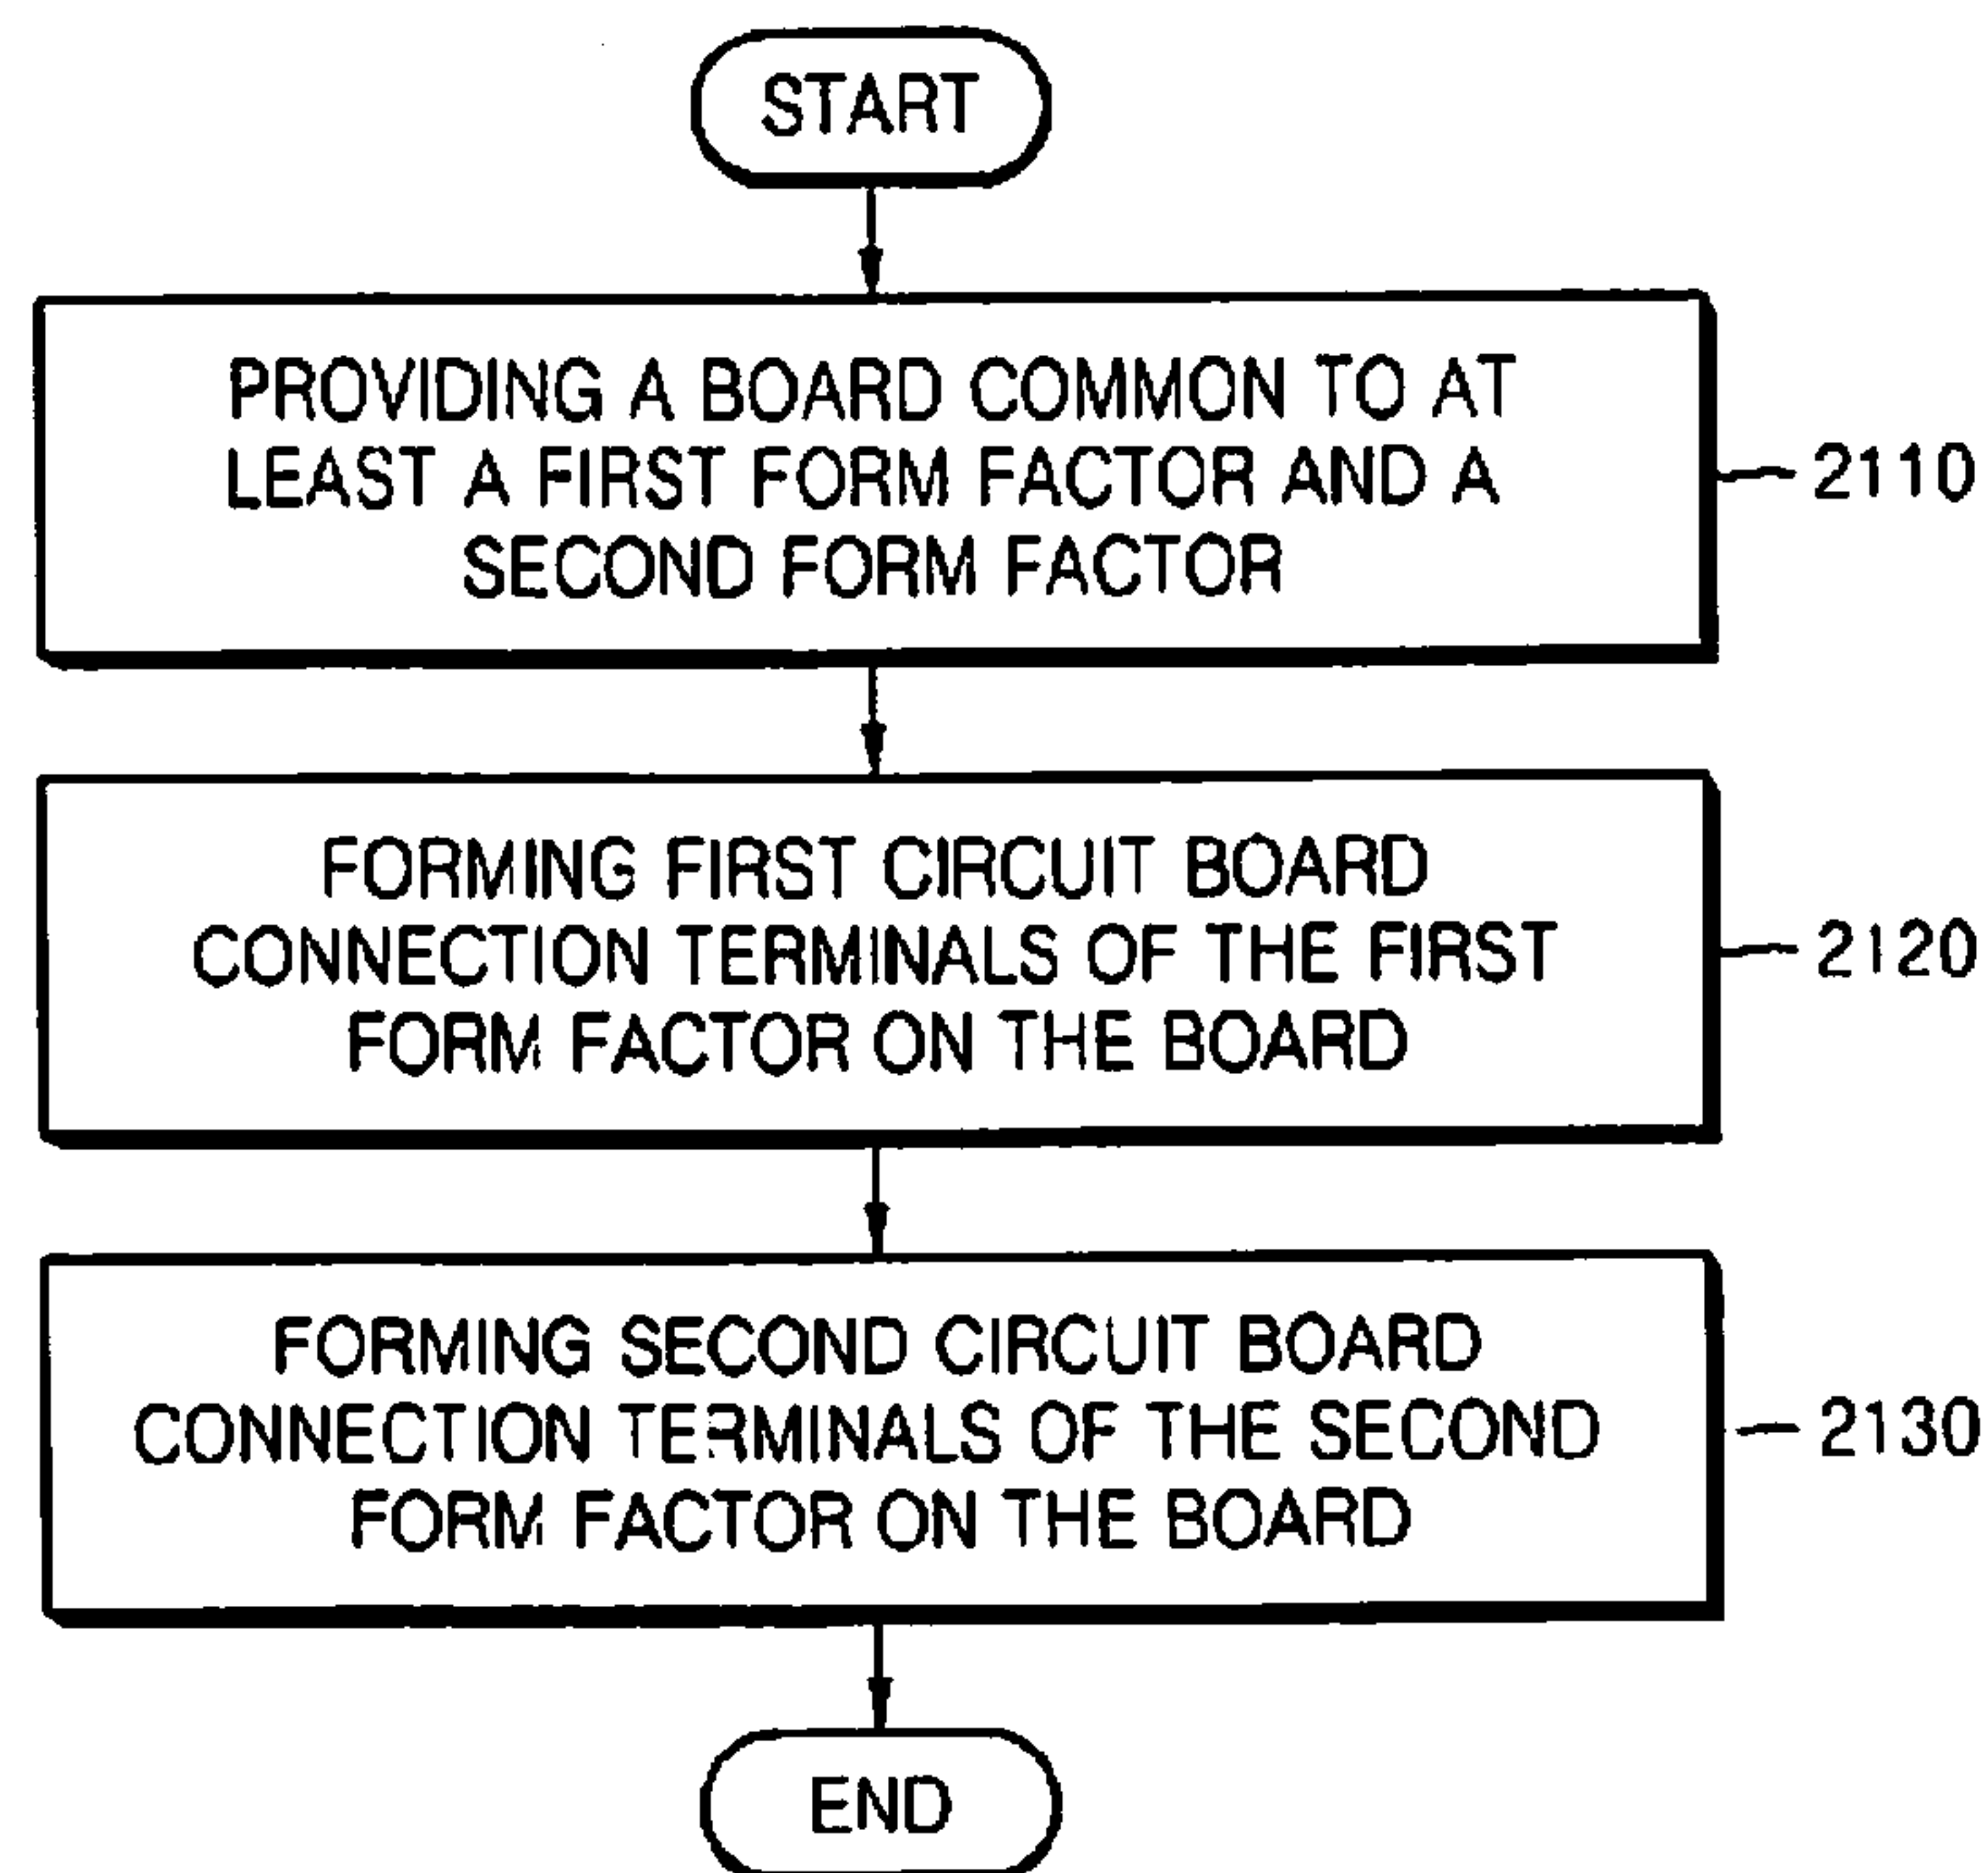 START
PROVIDING A BOARD COMMON TO AT
LEAST A FIRST FORM FACTOR AND A
SECOND FORM FACTOR
2110
FORMING FIRST CIRCUIT BOARD
CONNECTION TERMINALS OF THE FIRST
FORM FACTOR ON THE BOARD
2120
FORMING SECOND CIRCUIT BOARD
CONNECTION TERMINALS OF THE SECOND
FORM FACTOR ON THE BOARD
2130
END